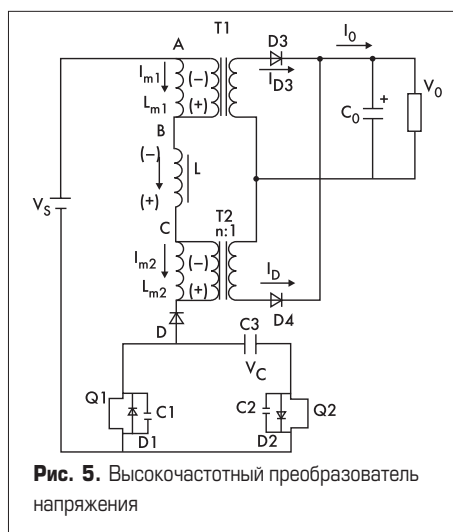 T1
A
D3
I0
Im1
(–)
Lm1
(+)
ID3
V0
+
C0
B
(–)
L
(+)
VS
T2
n:1
C
Im2
(–)
Lm2
(+)
ID
D4
D
C3
VC
Q1
C1
D1
C2
D2
Q2
Рис. 5. Высокочастотный преобразователь
напряжения